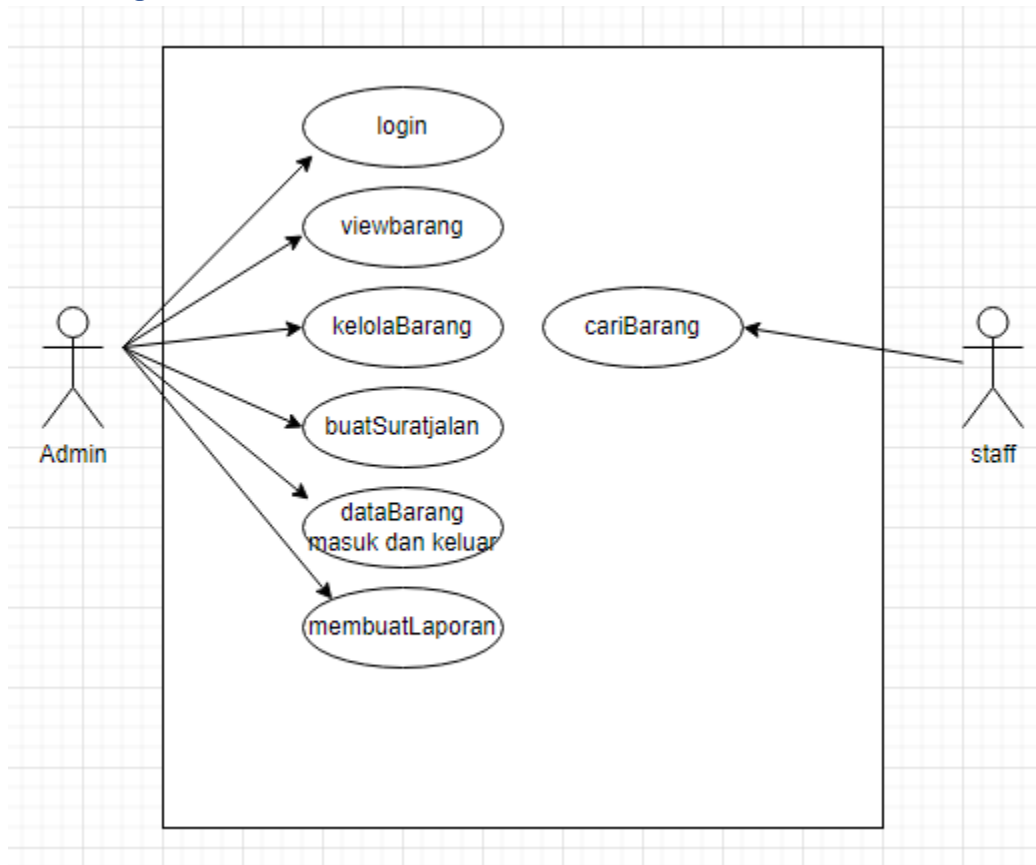 login
viewbarang
kelolaBarang
cariBarang
buatSuratjalan
Admin
staff
dataBarang
masuk dan keluar
membuatLaporan